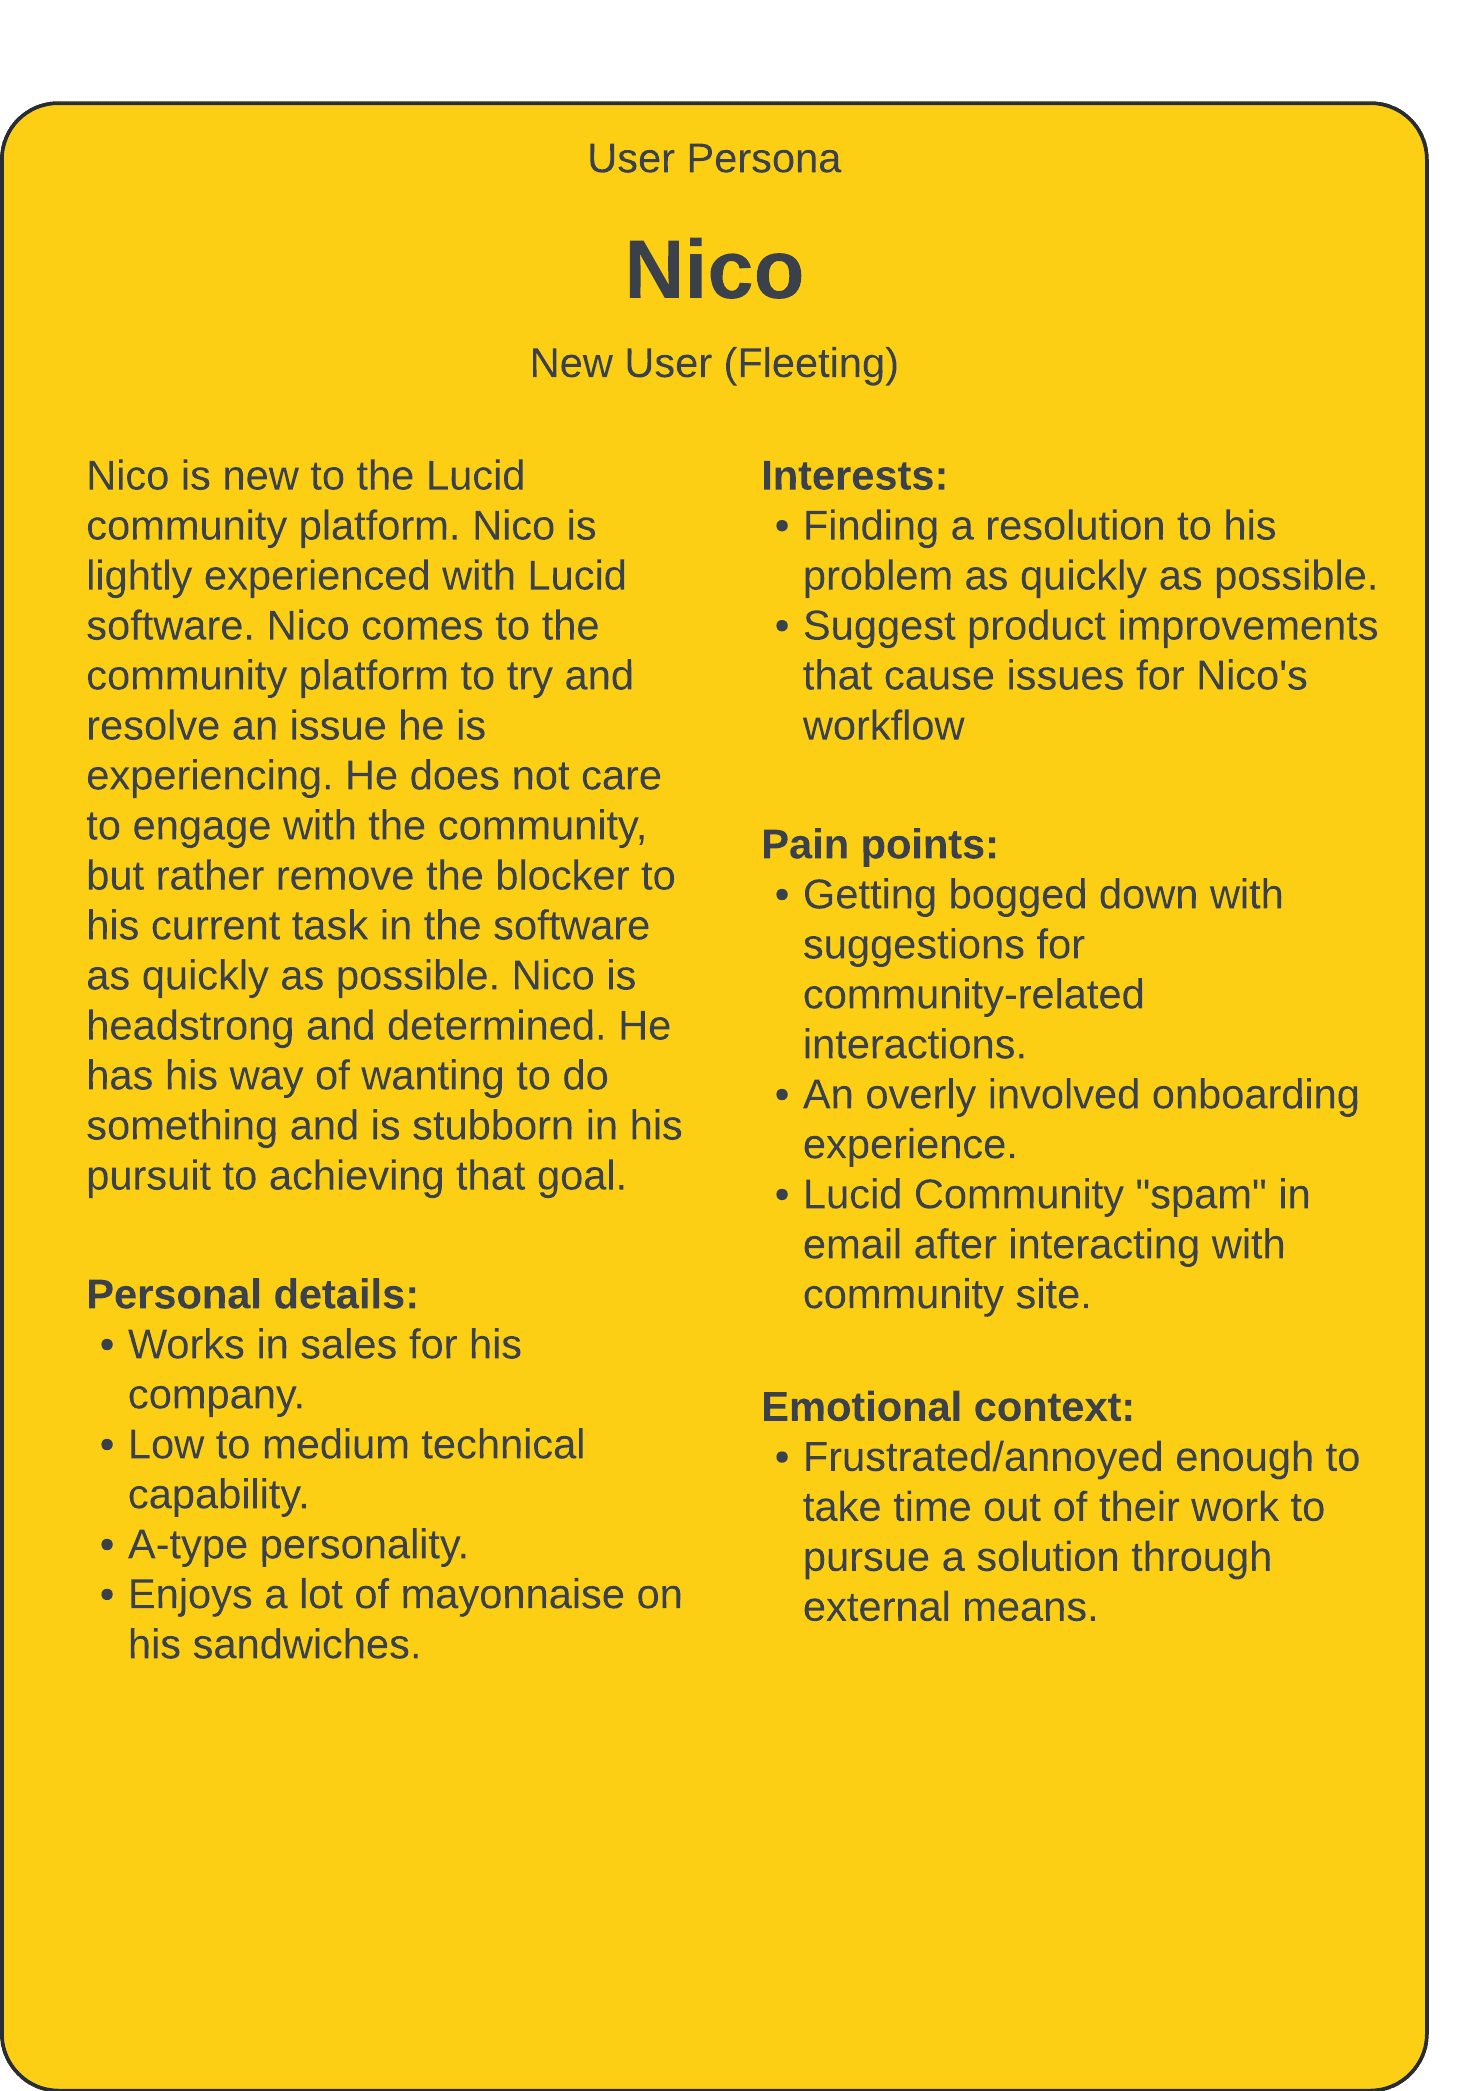 User Persona
Nico
New User (Fleeting)
Nico is new to the Lucid
community platform. Nico is
lightly experienced with Lucid
software. Nico comes to the
community platform to try and
resolve an issue he is
experiencing. He does not care
to engage with the community,
but rather remove the blocker to
his current task in the software
as quickly as possible. Nico is
headstrong and determined. He
has his way of wanting to do
something and is stubborn in his
pursuit to achieving that goal.
Personal details:
• Works in sales for his
company.
• Low to medium technical
capability.
• A-type personality.
• Enjoys a lot of mayonnaise on
his sandwiches.
Interests:
• Finding a resolution to his
problem as quickly as possible.
• Suggest product improvements
that cause issues for Nico's
workflow
Pain points:
• Getting bogged down with
suggestions for
community-related
interactions.
• An overly involved onboarding
experience.
• Lucid Community "spam" in
email after interacting with
community site.
Emotional context:
• Frustrated/annoyed enough to
take time out of their work to
pursue a solution through
external means.